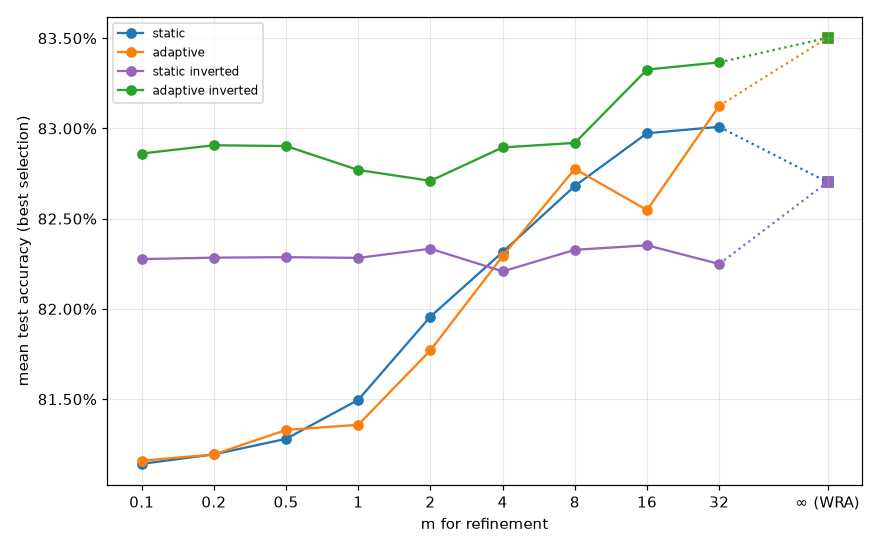 static
adaptive
static inverted
adaptive inverted
mean test accuracy (best selection)
83.50%
83.00%
82.50%
82.00%
81.50%
0.1 0.2 0.5 1 2 4 8 16 32 ∞ (WRA)
m for refinement